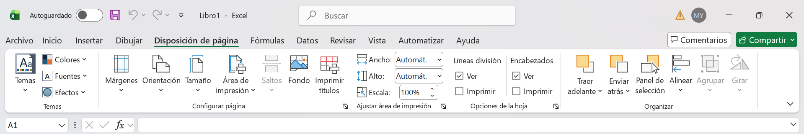 Autoguardado Libro1 - Excel Buscar MY
Archivo Inicio Insertar Dibujar Disposición de página Fórmulas Datos Revisar Vista Automatizar Ayuda Comentarios Compartir
Temas Colores Fuentes Efectos
Temas
Márgenes Orientación Tamaño Área de impresión Saltos Fondo Imprimir títulos
Configurar página
Ancho: Automát.
Alto: Automát.
Escala: 100%
Ajustar área de impresión
Líneas división Encabezados
Ver Ver
Imprimir Imprimir
Opciones de la hoja
Traer adelante Enviar atrás Panel de selección Alinear Agrupar Girar
Organizar
A1 fx